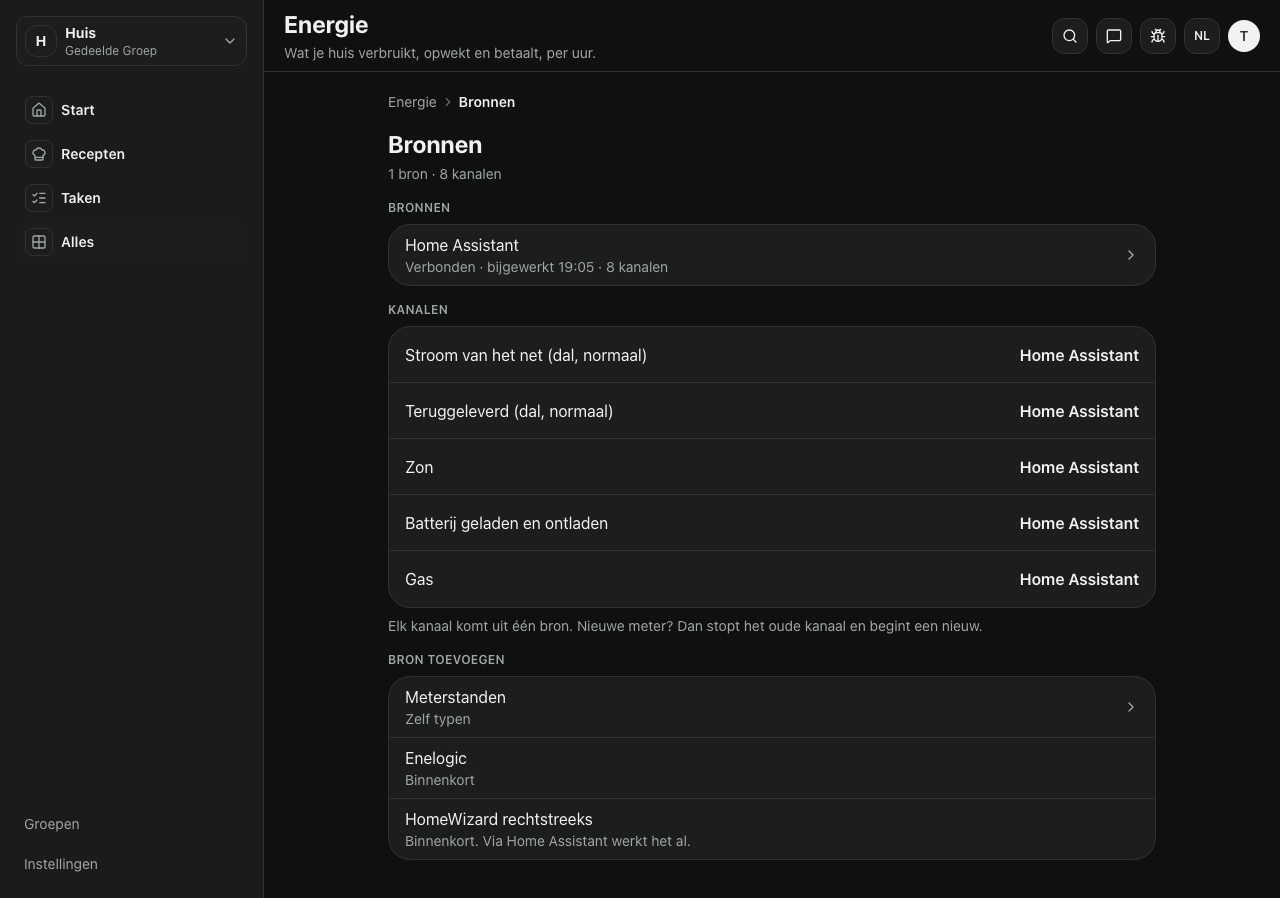 H
Huis
Gedeelde Groep
Start
Recepten
Taken
Alles
Groepen
Instellingen
Energie
Wat je huis verbruikt, opwekt en betaalt, per uur.
NL
T
Energie > Bronnen
Bronnen
1 bron · 8 kanalen
BRONNEN
Home Assistant
Verbonden · bijgewerkt 19:05 · 8 kanalen
KANALEN
Stroom van het net (dal, normaal) Home Assistant
Teruggeleverd (dal, normaal) Home Assistant
Zon Home Assistant
Batterij geladen en ontladen Home Assistant
Gas Home Assistant
Elk kanaal komt uit één bron. Nieuwe meter? Dan stopt het oude kanaal en begint een nieuw.
BRON TOEVOEGEN
Meterstanden
Zelf typen
Enelogic
Binnenkort
HomeWizard rechtstreeks
Binnenkort. Via Home Assistant werkt het al.